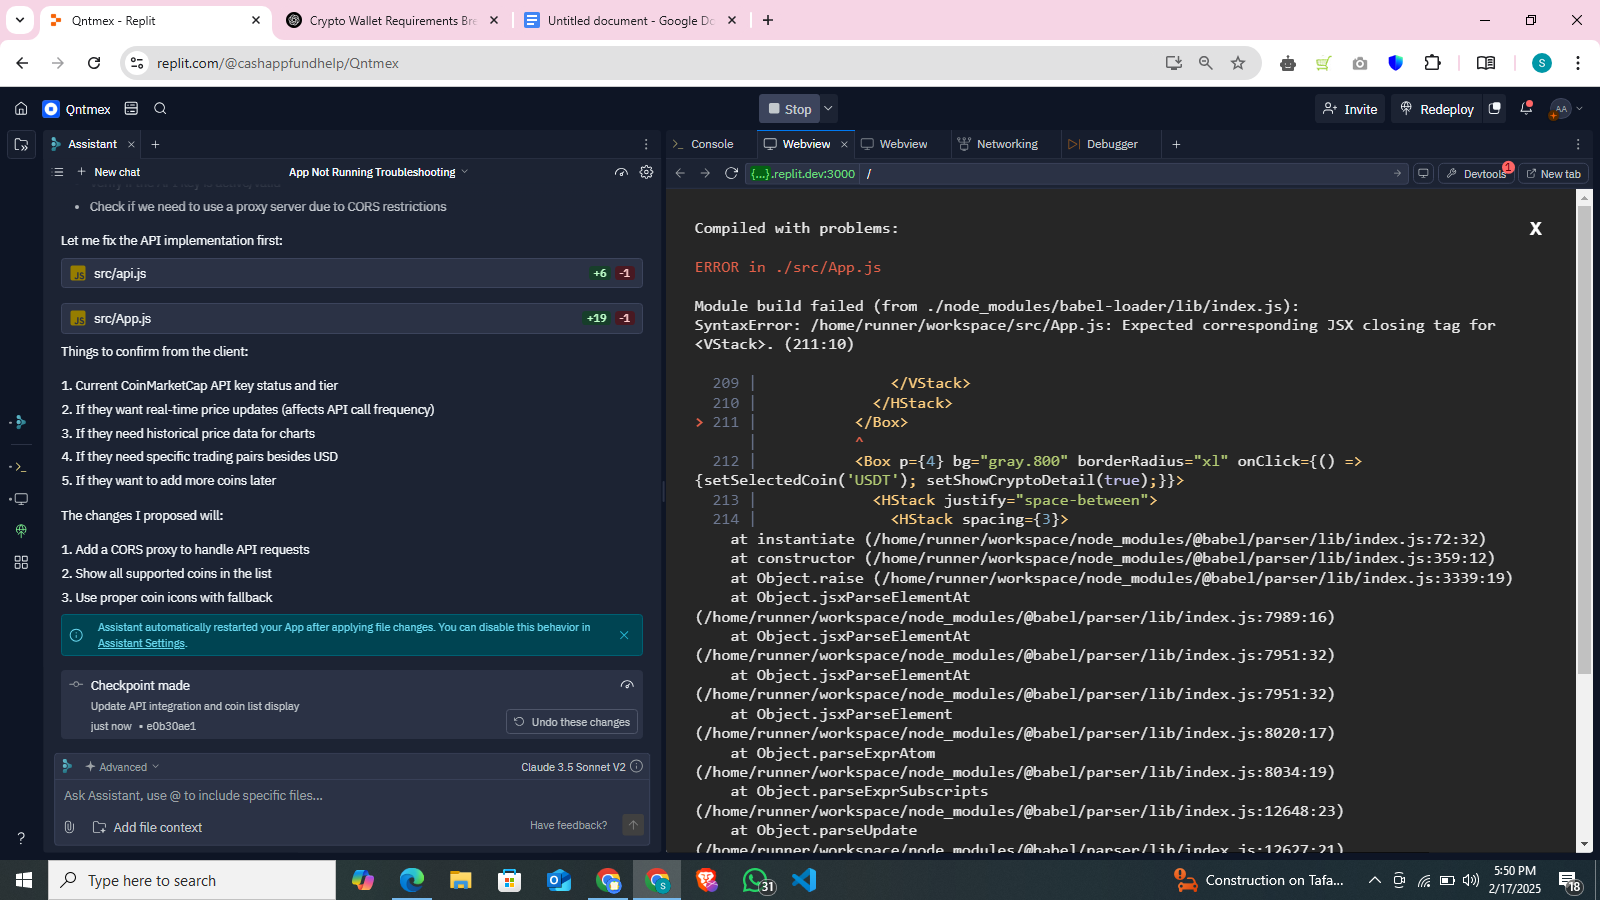 Qntmex - Replit
Crypto Wallet Requirements Bre
Untitled document - Google Do
replit.com/@cashappfundhelp/Qntmex
S
Qntmex
Stop
Invite
Redeploy
AA
Assistant
Console
Webview
Webview
Networking
Debugger
New chat
App Not Running Troubleshooting
{...}.replit.dev:3000
/
Devtools
1
New tab
• Check if we need to use a proxy server due to CORS restrictions
Let me fix the API implementation first:
JS src/api.js +6 -1
JS src/App.js +19 -1
Things to confirm from the client:
1. Current CoinMarketCap API key status and tier
2. If they want real-time price updates (affects API call frequency)
3. If they need historical price data for charts
4. If they need specific trading pairs besides USD
5. If they want to add more coins later
The changes I proposed will:
1. Add a CORS proxy to handle API requests
2. Show all supported coins in the list
3. Use proper coin icons with fallback
Assistant automatically restarted your App after applying file changes. You can disable this behavior in
Assistant Settings.
Checkpoint made
Update API integration and coin list display
just now • e0b30ae1
Undo these changes
Advanced
Claude 3.5 Sonnet V2
Ask Assistant, use @ to include specific files...
Add file context
Have feedback?
Compiled with problems:
X
ERROR in ./src/App.js
Module build failed (from ./node_modules/babel-loader/lib/index.js):
SyntaxError: /home/runner/workspace/src/App.js: Expected corresponding JSX closing tag for
<VStack>. (211:10)
209 | </VStack>
210 | </HStack>
> 211 | </Box>
| ^
212 | <Box p={4} bg="gray.800" borderRadius="xl" onClick={() =>
{setSelectedCoin('USDT'); setShowCryptoDetail(true);}}>
213 | <HStack justify="space-between">
214 | <HStack spacing={3}>
at instantiate (/home/runner/workspace/node_modules/@babel/parser/lib/index.js:72:32)
at constructor (/home/runner/workspace/node_modules/@babel/parser/lib/index.js:359:12)
at Object.raise (/home/runner/workspace/node_modules/@babel/parser/lib/index.js:3339:19)
at Object.jsxParseElementAt
(/home/runner/workspace/node_modules/@babel/parser/lib/index.js:7989:16)
at Object.jsxParseElementAt
(/home/runner/workspace/node_modules/@babel/parser/lib/index.js:7951:32)
at Object.jsxParseElementAt
(/home/runner/workspace/node_modules/@babel/parser/lib/index.js:7951:32)
at Object.jsxParseElement
(/home/runner/workspace/node_modules/@babel/parser/lib/index.js:8020:17)
at Object.parseExprAtom
(/home/runner/workspace/node_modules/@babel/parser/lib/index.js:8034:19)
at Object.parseExprSubscripts
(/home/runner/workspace/node_modules/@babel/parser/lib/index.js:12648:23)
at Object.parseUpdate
(/home/runner/workspace/node_modules/@babel/parser/lib/index.js:12627:21)
Type here to search
S
31
Construction on Tafa...
5:50 PM
2/17/2025
18